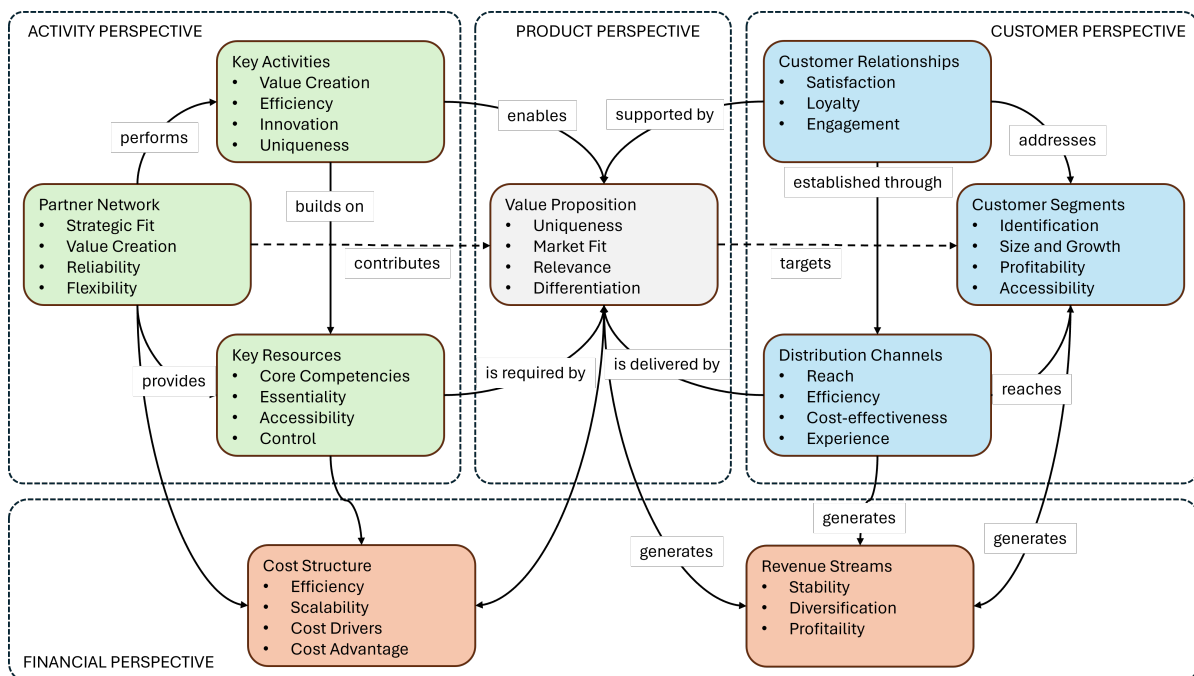 ACTIVITY PERSPECTIVE
PRODUCT PERSPECTIVE
CUSTOMER PERSPECTIVE
Key Activities
• Value Creation
• Efficiency
• Innovation
• Uniqueness
Customer Relationships
• Satisfaction
• Loyalty
• Engagement
enables
supported by
performs
addresses
established through
builds on
Partner Network
• Strategic Fit
• Value Creation
• Reliability
• Flexibility
Value Proposition
• Uniqueness
• Market Fit
• Relevance
• Differentiation
Customer Segments
• Identification
• Size and Growth
• Profitability
• Accessibility
contributes
targets
Key Resources
• Core Competencies
• Essentiality
• Accessibility
• Control
Distribution Channels
• Reach
• Efficiency
• Cost-effectiveness
• Experience
provides
is required by
is delivered by
reaches
generates
generates
generates
Cost Structure
• Efficiency
• Scalability
• Cost Drivers
• Cost Advantage
Revenue Streams
• Stability
• Diversification
• Profitaility
FINANCIAL PERSPECTIVE